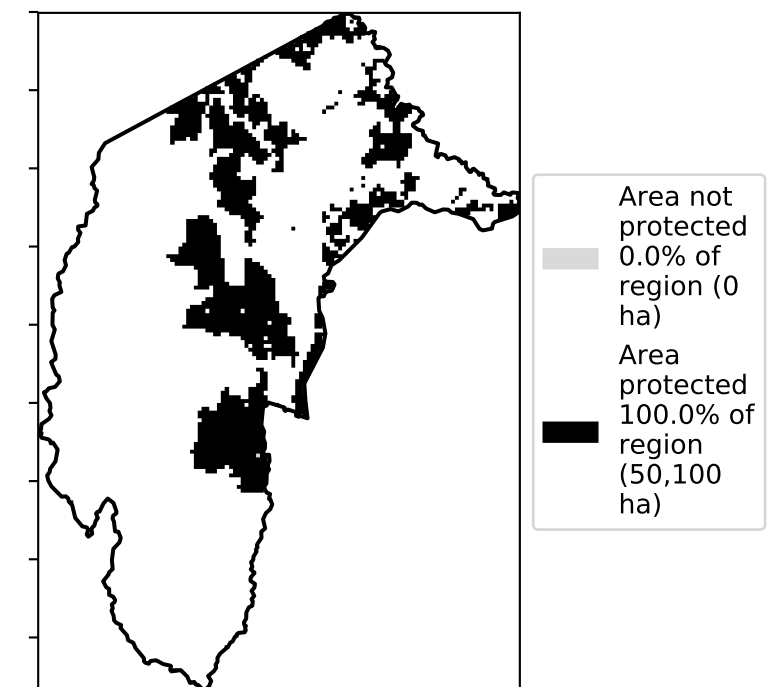 Area not
protected
0.0% of
region (0
ha)
Area
protected
100.0% of
region
(50,100
ha)